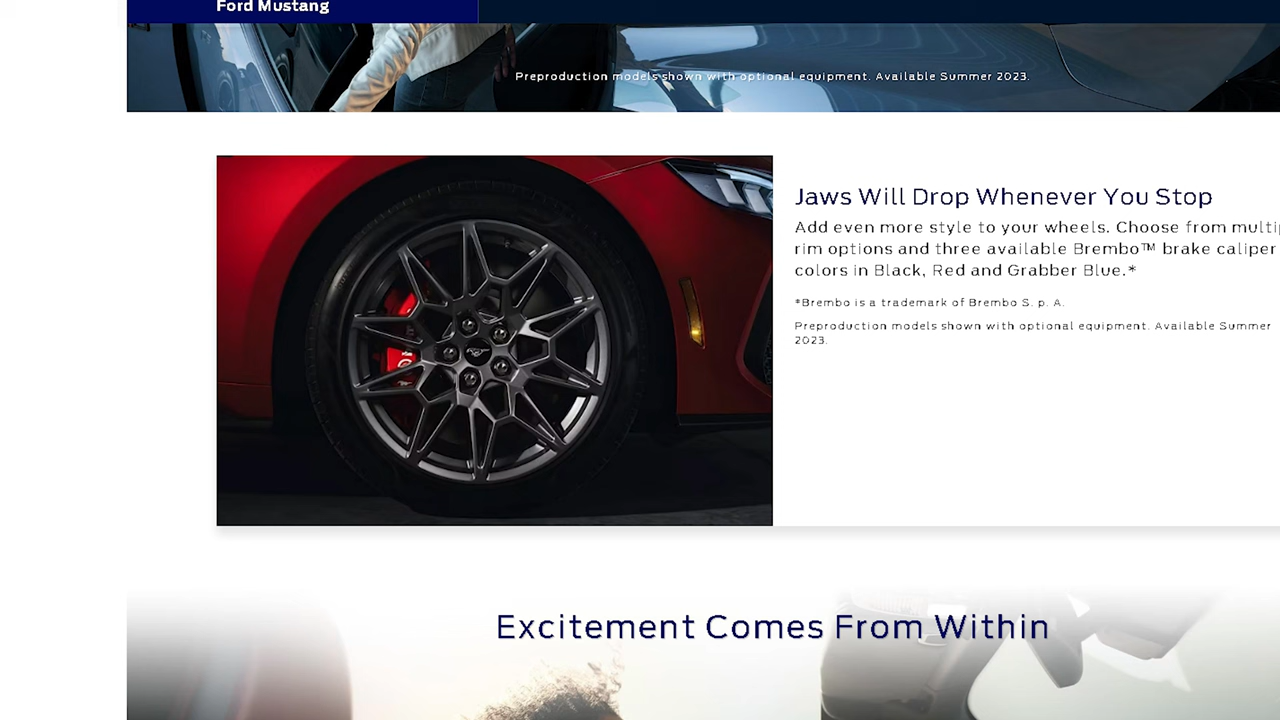 Ford Mustang
Preproduction models shown with optional equipment. Available Summer 2023.
Jaws Will Drop Whenever You Stop
Add even more style to your wheels. Choose from multip
rim options and three available Brembo™ brake caliper
colors in Black, Red and Grabber Blue.*
*Brembo is a trademark of Brembo S. p. A.
Preproduction models shown with optional equipment. Available Summer
2023.
Excitement Comes From Within